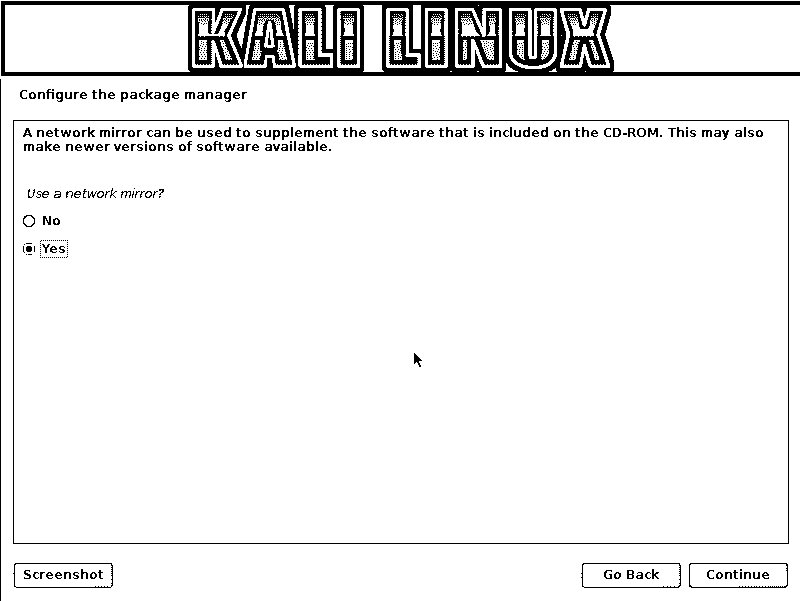 KALI LINUX
Configure the package manager
A network mirror can be used to supplement the software that is included on the CD-ROM. This may also
make newer versions of software available.
Use a network mirror?
No
Yes
Screenshot
Go Back
Continue